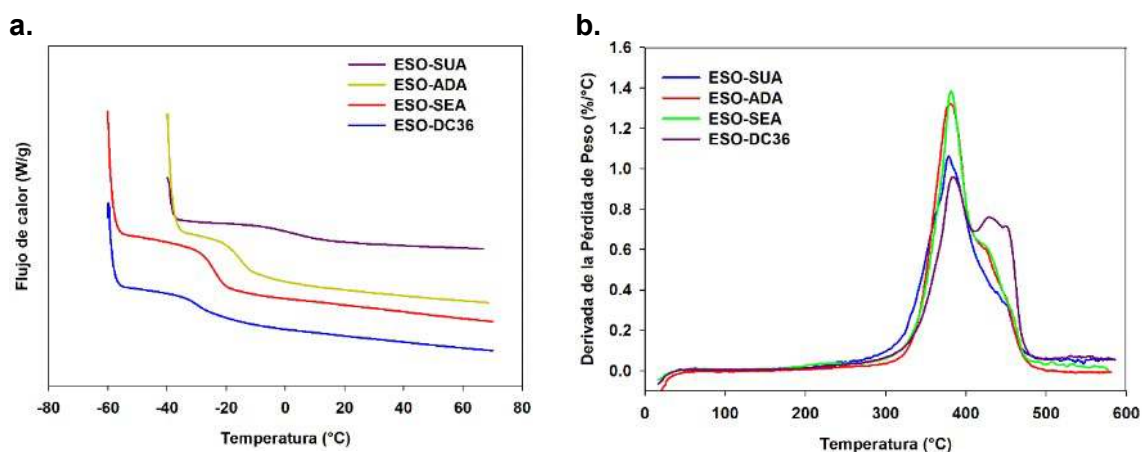 a.
ESO-SUA
ESO-ADA
ESO-SEA
ESO-DC36
Flujo de calor (W/g)
-80 -60 -40 -20 0 20 40 60 80
Temperatura (°C)
b.
1.6
1.4
1.2
1.0
0.8
0.6
0.4
0.2
0.0
ESO-SUA
ESO-ADA
ESO-SEA
ESO-DC36
Derivada de la Pérdida de Peso (%/°C)
0 100 200 300 400 500 600
Temperatura (°C)